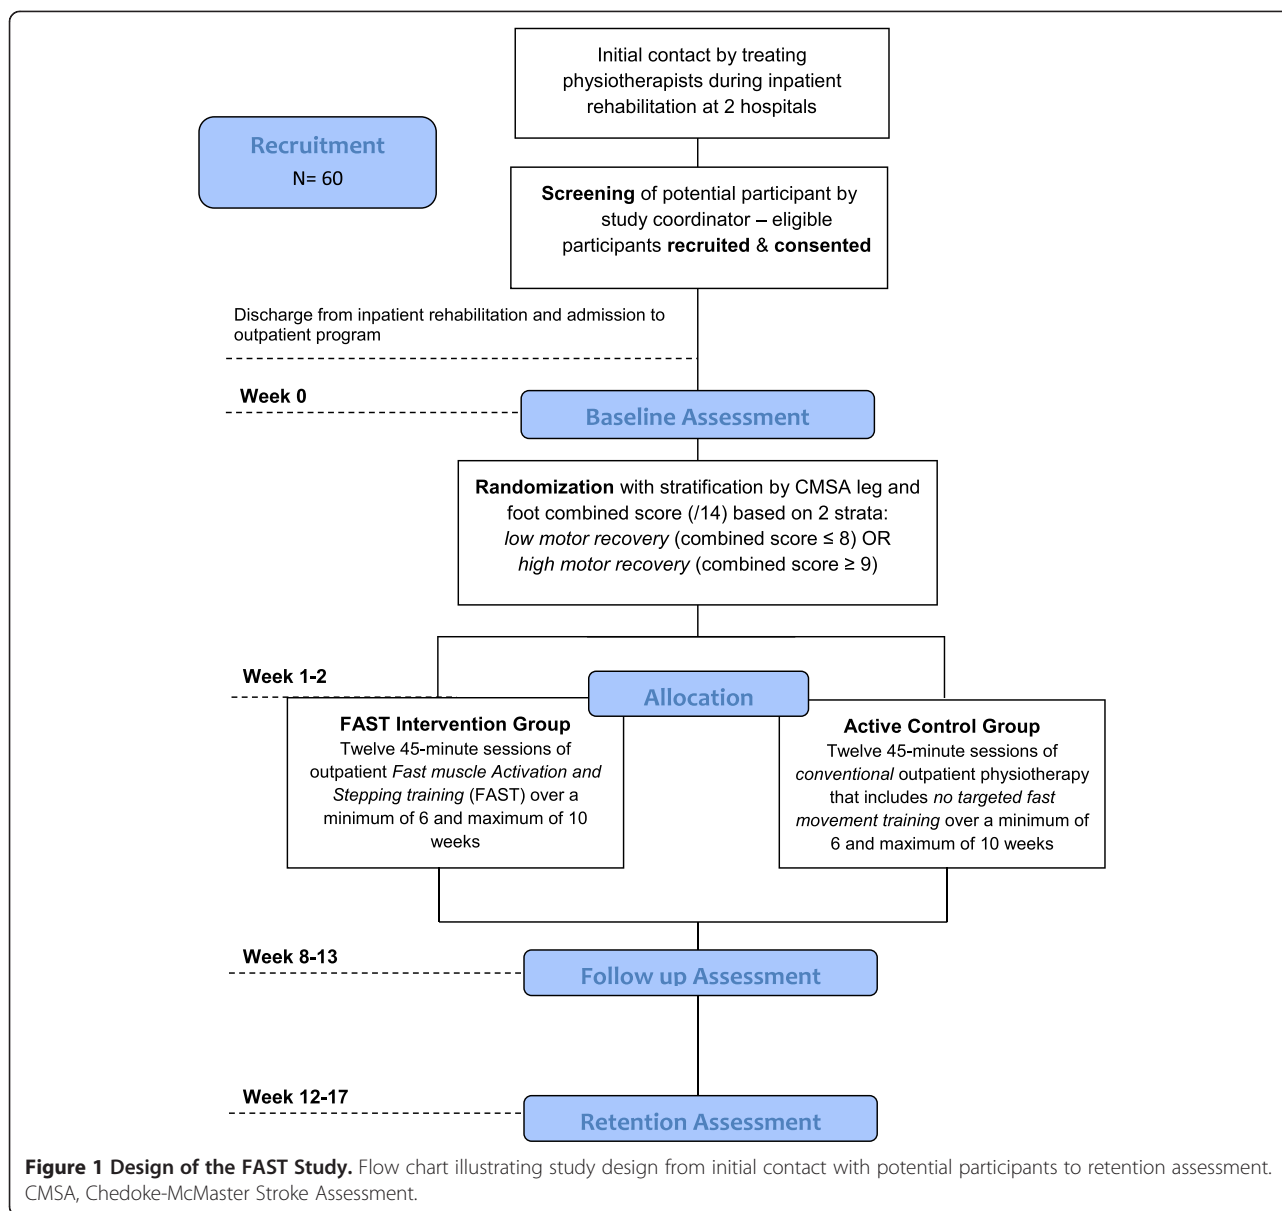 Initial contact by treating
physiotherapists during inpatient
rehabilitation at 2 hospitals
Recruitment
N= 60
Screening of potential participant by
study coordinator – eligible
participants recruited & consented
Discharge from inpatient rehabilitation and admission to
outpatient program
Week 0
Baseline Assessment
Randomization with stratification by CMSA leg and
foot combined score (/14) based on 2 strata:
low motor recovery (combined score ≤ 8) OR
high motor recovery (combined score ≥ 9)
Week 1-2
Allocation
FAST Intervention Group
Twelve 45-minute sessions of
outpatient Fast muscle Activation and
Stepping training (FAST) over a
minimum of 6 and maximum of 10
weeks
Active Control Group
Twelve 45-minute sessions of
conventional outpatient physiotherapy
that includes no targeted fast
movement training over a minimum of
6 and maximum of 10 weeks
Week 8-13
Follow up Assessment
Week 12-17
Retention Assessment
Figure 1 Design of the FAST Study. Flow chart illustrating study design from initial contact with potential participants to retention assessment.
CMSA, Chedoke-McMaster Stroke Assessment.